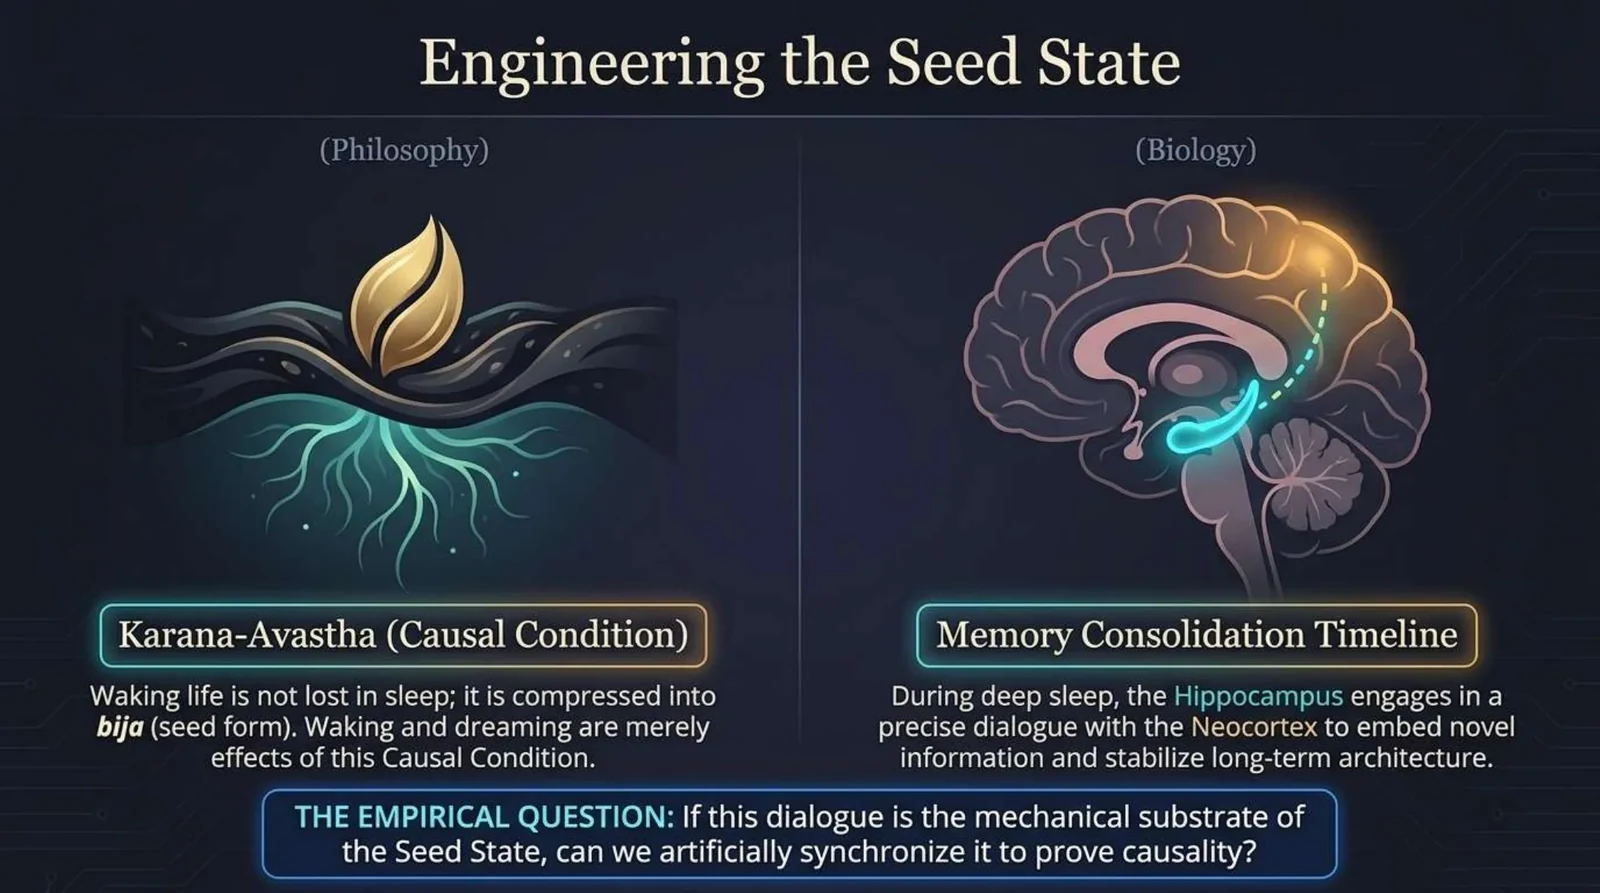 Engineering the Seed State
(Philosophy)
Karana-Avastha (Causal Condition)
Waking life is not lost in sleep; it is compressed into
bija (seed form). Waking and dreaming are merely
effects of this Causal Condition.
(Biology)
Memory Consolidation Timeline
During deep sleep, the Hippocampus engages in a
precise dialogue with the Neocortex to embed novel
information and stabilize long-term architecture.
THE EMPIRICAL QUESTION: If this dialogue is the mechanical substrate of
the Seed State, can we artificially synchronize it to prove causality?